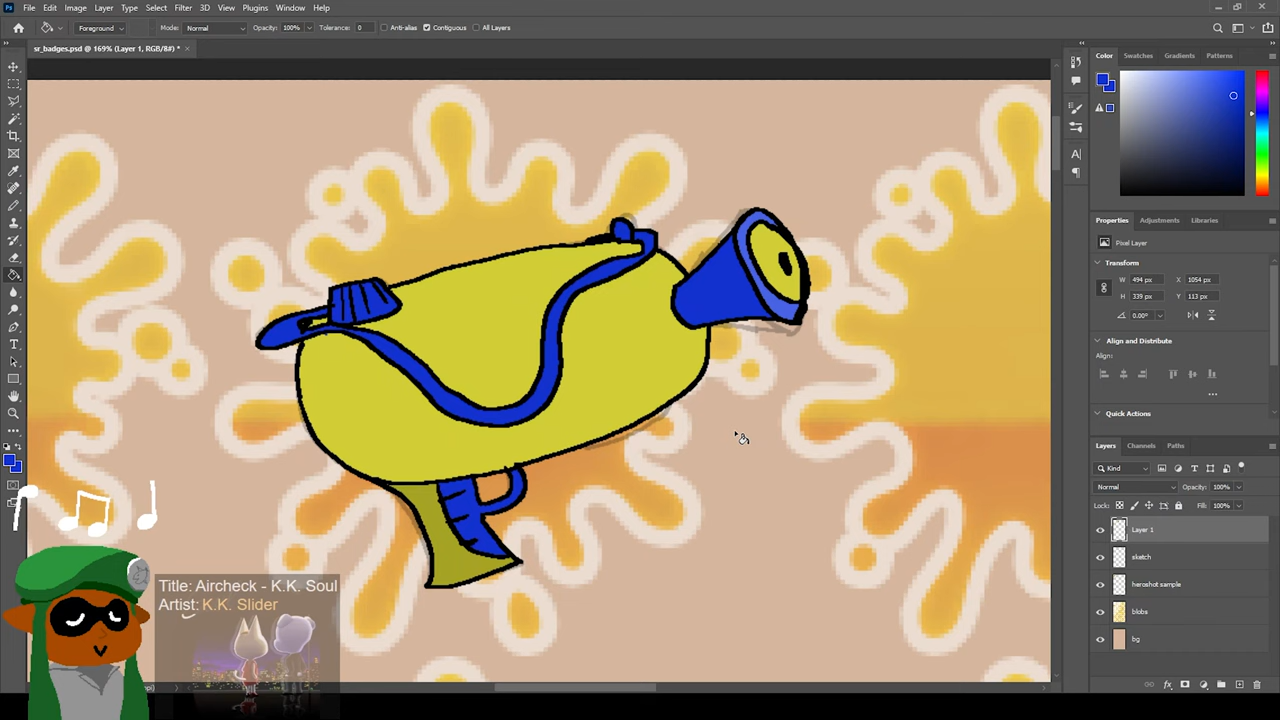 File Edit Image Layer Type Select Filter 3D View Plugins Window Help
Foreground Mode: Normal Opacity: 100% Tolerance: 0 Anti-alias Contiguous All Layers
sr_badges.psd @ 169% (Layer 1, RGB/8#) *
Color Swatches Gradients Patterns
Properties Adjustments Libraries
Pixel Layer
Transform
W 494 px X 1054 px
H 339 px Y 113 px
0.00°
Align and Distribute
Align:
Quick Actions
Layers Channels Paths
Kind
Normal Opacity: 100%
Lock: Fill: 100%
Layer 1
sketch
heroshot sample
blobs
bg
Title: Aircheck - K.K. Soul
Artist: K.K. Slider